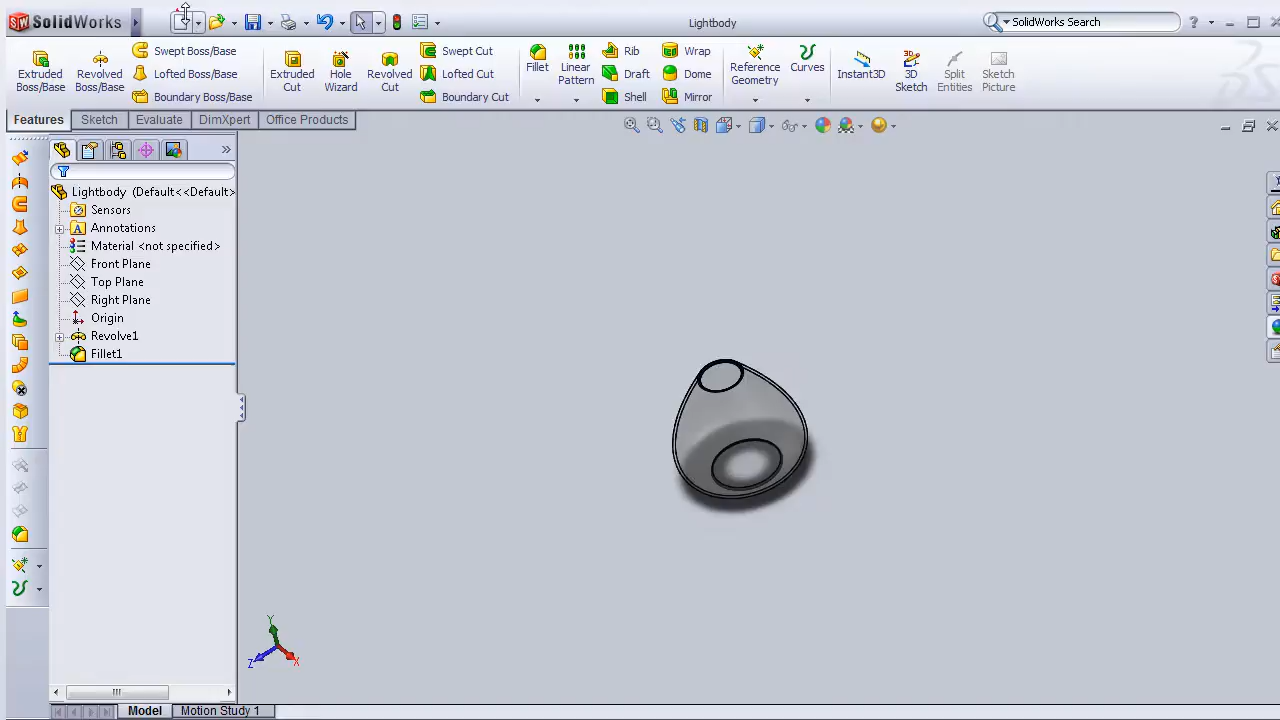 SolidWorks
Lightbody
SolidWorks Search
?
Extruded Boss/Base
Revolved Boss/Base
Swept Boss/Base
Lofted Boss/Base
Boundary Boss/Base
Extruded Cut
Hole Wizard
Revolved Cut
Swept Cut
Lofted Cut
Boundary Cut
Fillet
Linear Pattern
Rib
Draft
Shell
Wrap
Dome
Mirror
Reference Geometry
Curves
Instant3D
3D Sketch
Split Entities
Sketch Picture
Features
Sketch
Evaluate
DimXpert
Office Products
Lightbody (Default<<Default>
Sensors
Annotations
Material <not specified>
Front Plane
Top Plane
Right Plane
Origin
Revolve1
Fillet1
Y
Z
X
Model
Motion Study 1